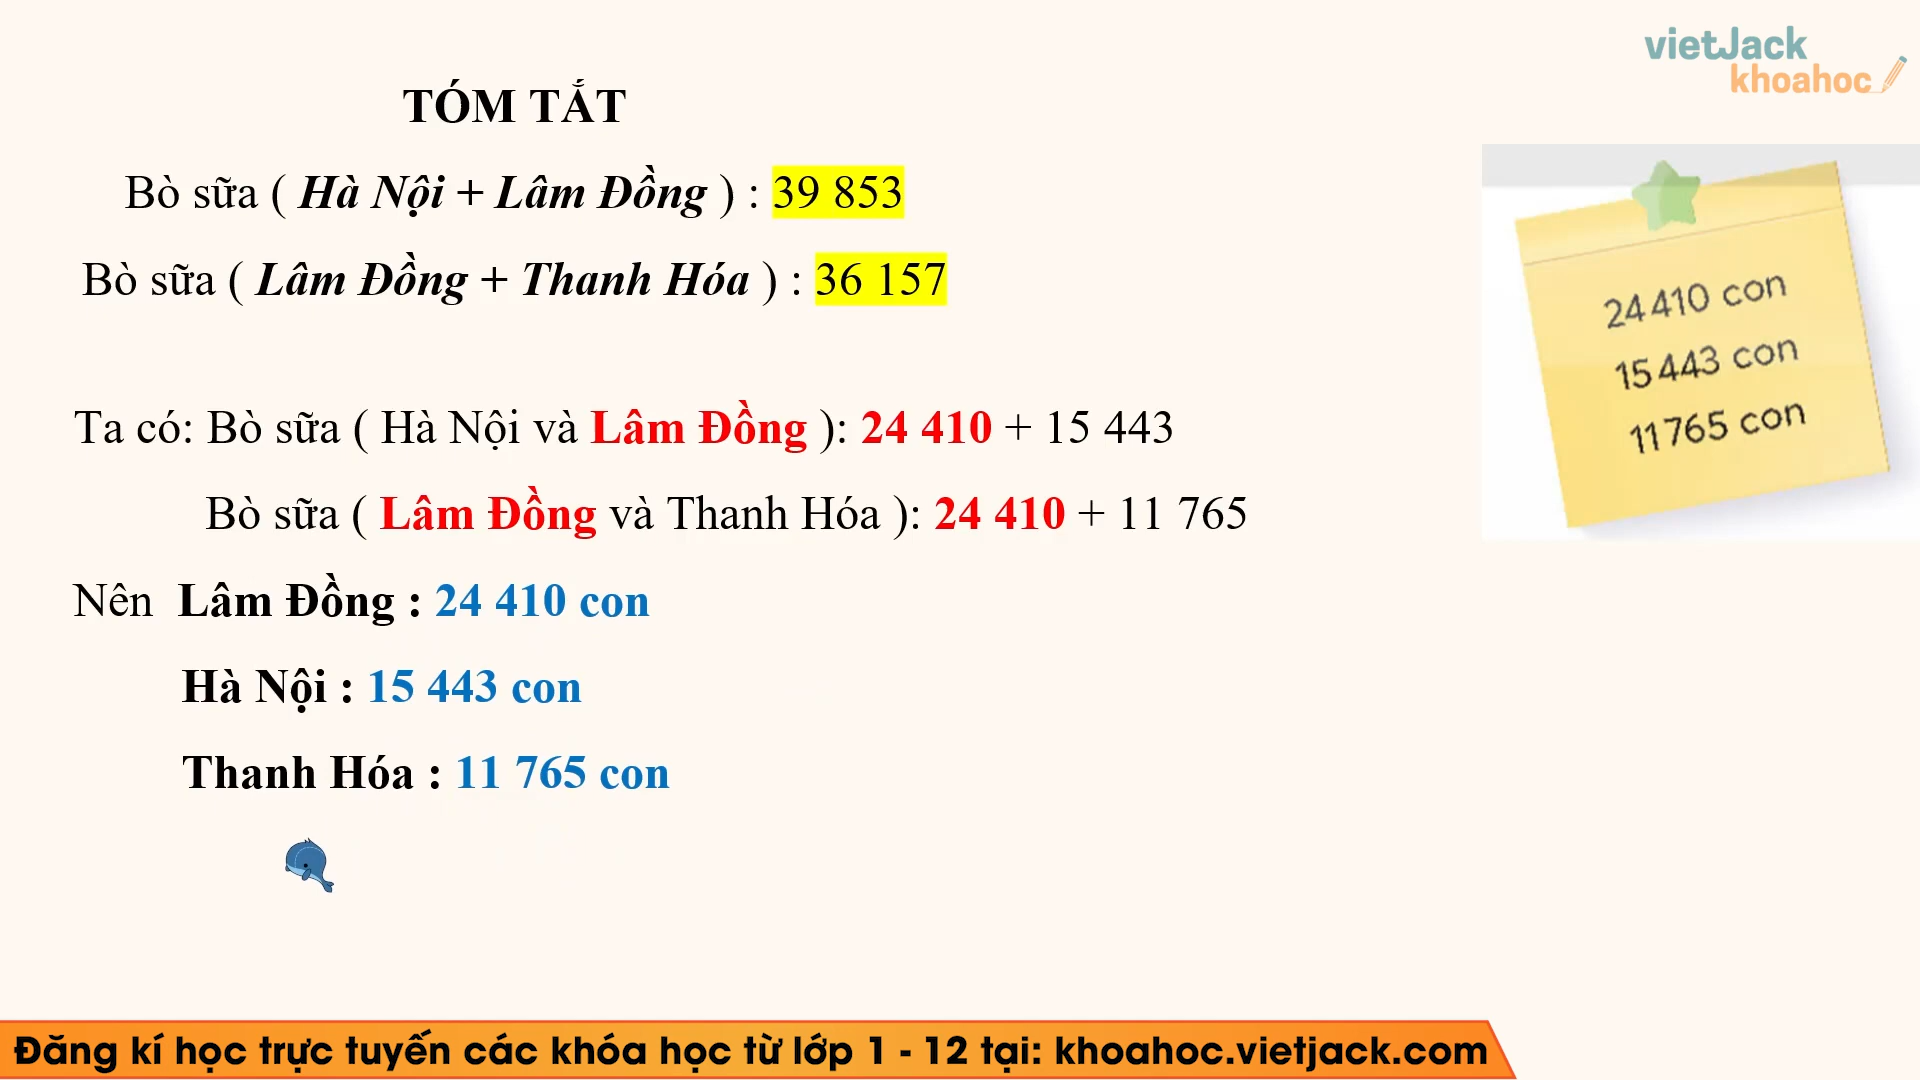 vietJack
khoahoc
TÓM TẮT
Bò sữa ( Hà Nội + Lâm Đồng ) : 39 853
Bò sữa ( Lâm Đồng + Thanh Hóa ) : 36 157
24 410 con
15 443 con
11 765 con
Ta có: Bò sữa ( Hà Nội và Lâm Đồng ): 24 410 + 15 443
Bò sữa ( Lâm Đồng và Thanh Hóa ): 24 410 + 11 765
Nên Lâm Đồng : 24 410 con
Hà Nội : 15 443 con
Thanh Hóa : 11 765 con
Đăng kí học trực tuyến các khóa học từ lớp 1 - 12 tại: khoahoc.vietjack.com